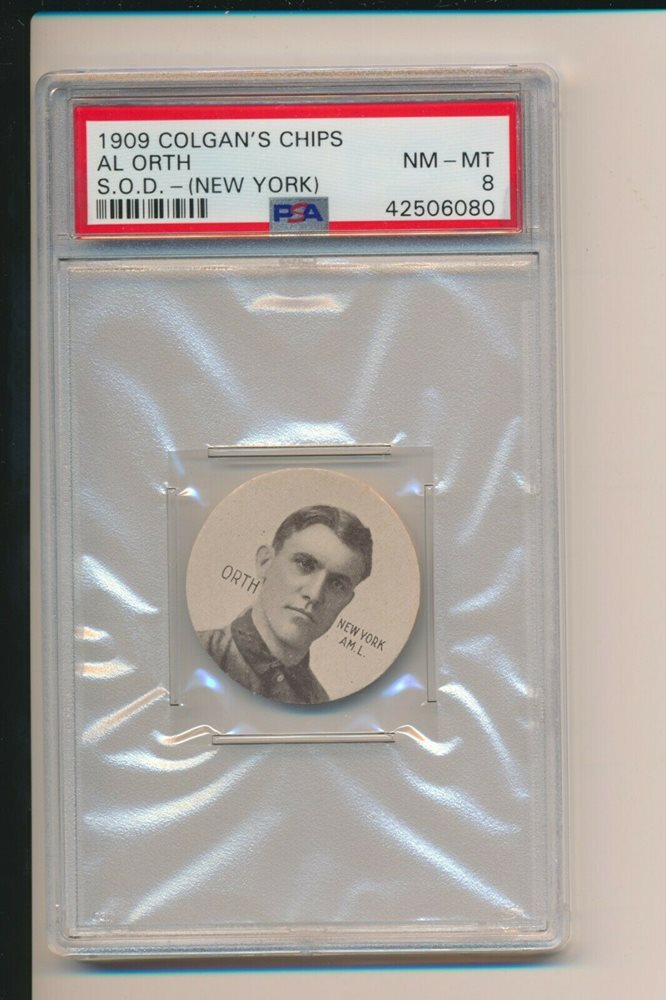 1909 COLGAN'S CHIPS
AL ORTH NM - MT
S.O.D. - (NEW YORK) 8
PSA 42506080
ORTH
NEW YORK
AM. L.